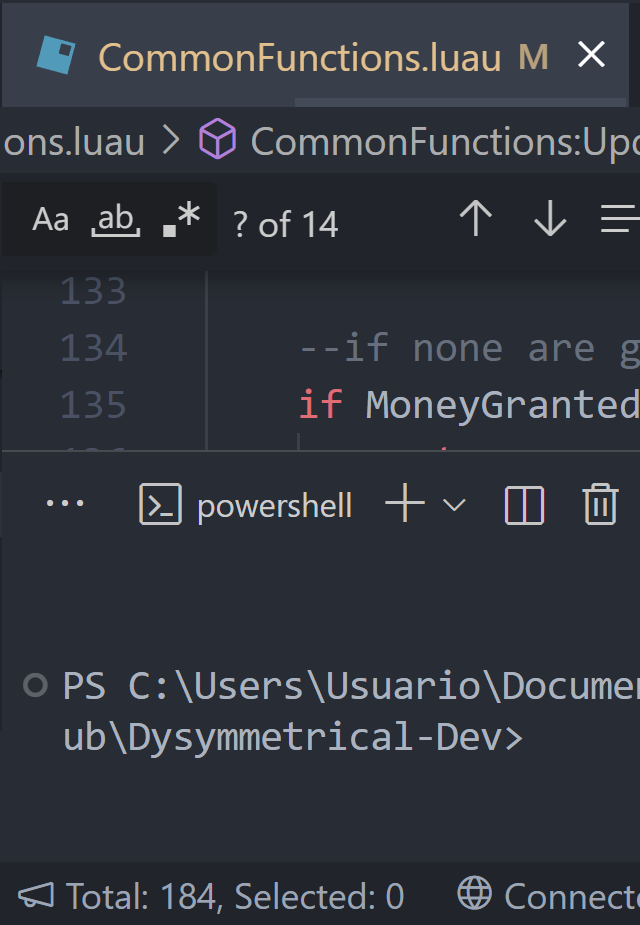 CommonFunctions.luau M
ons.luau > CommonFunctions:Upd
Aa ab .* ? of 14
133
134 --if none are g
135 if MoneyGranted
... powershell
PS C:\Users\Usuario\Documen
ub\Dysymmetrical-Dev>
Total: 184, Selected: 0 Connecte